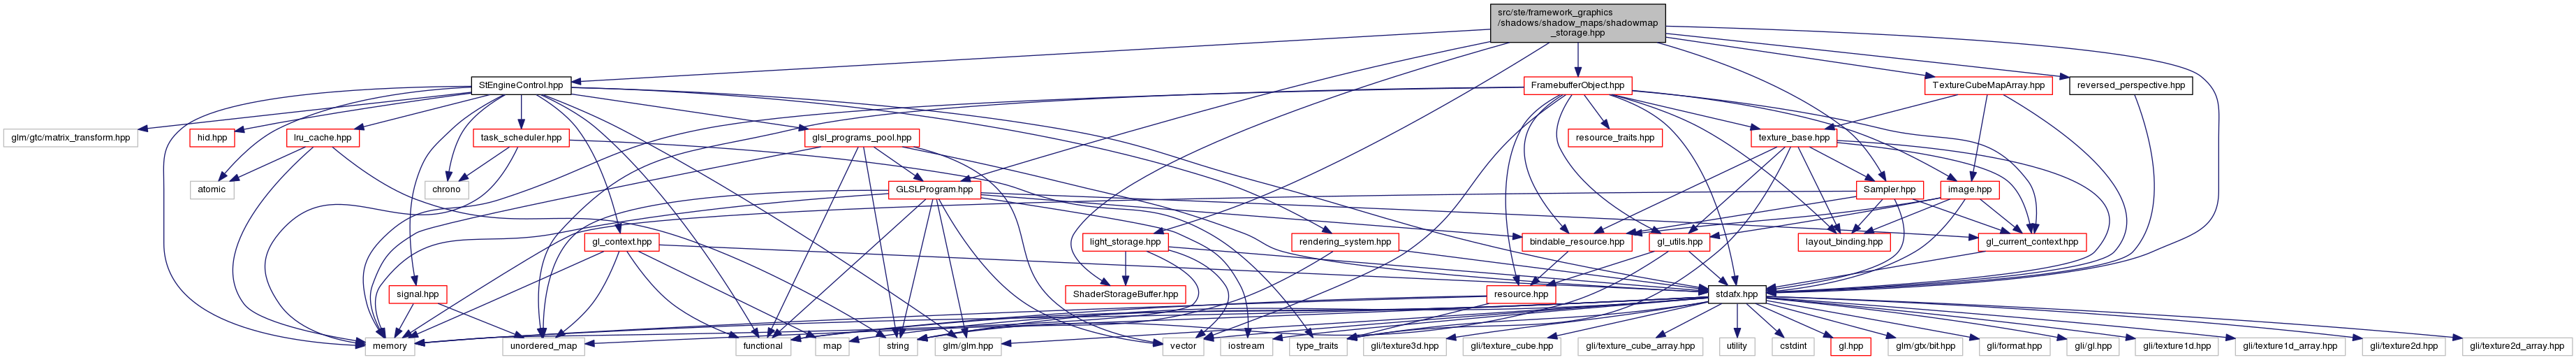 src/ste/framework_graphics
/shadows/shadow_maps/shadowmap
_storage.hpp
StEngineControl.hpp
FramebufferObject.hpp
TextureCubeMapArray.hpp
reversed_perspective.hpp
glm/gtc/matrix_transform.hpp
hid.hpp
lru_cache.hpp
task_scheduler.hpp
glsl_programs_pool.hpp
resource_traits.hpp
texture_base.hpp
atomic
chrono
GLSLProgram.hpp
Sampler.hpp
image.hpp
gl_context.hpp
light_storage.hpp
rendering_system.hpp
bindable_resource.hpp
gl_utils.hpp
layout_binding.hpp
gl_current_context.hpp
signal.hpp
ShaderStorageBuffer.hpp
resource.hpp
stdafx.hpp
memory
unordered_map
functional
map
string
glm/glm.hpp
vector
iostream
type_traits
gli/texture3d.hpp
gli/texture_cube.hpp
gli/texture_cube_array.hpp
utility
cstdint
gl.hpp
glm/gtx/bit.hpp
gli/format.hpp
gli/gl.hpp
gli/texture1d.hpp
gli/texture1d_array.hpp
gli/texture2d.hpp
gli/texture2d_array.hpp